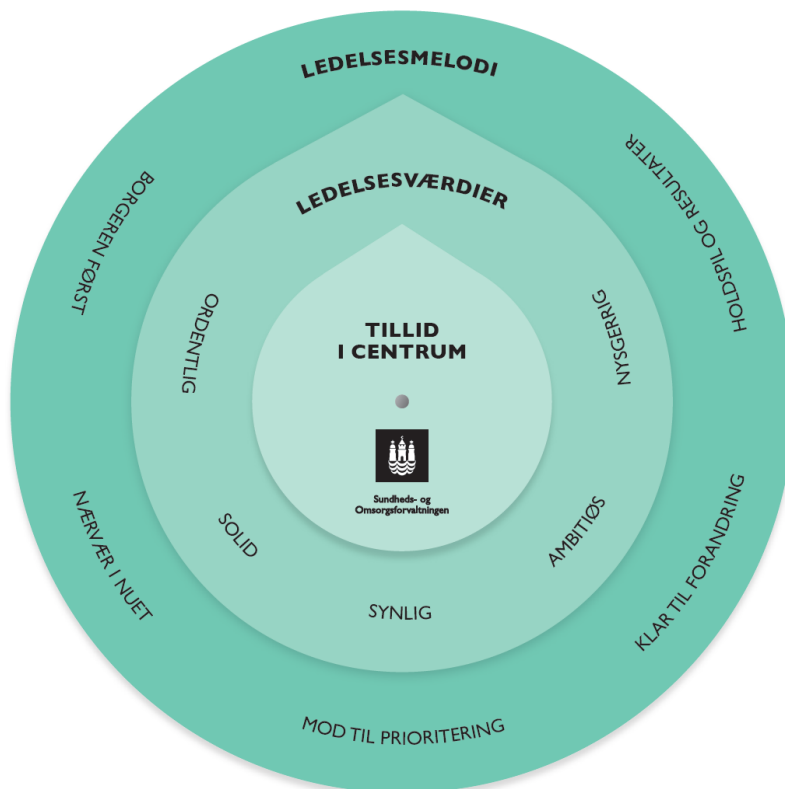 LEDELSESMELODI
HOLDSPIL OG RESULTATER
KLAR TIL FORANDRING
MOD TIL PRIORITERING
NÆRVÆR I NUET
BORGEREN FØRST
LEDELSESVÆRDIER
NYSGERRIG
AMBITIØS
SYNLIG
SOLID
ORDENTLIG
TILLID
I CENTRUM
Sundheds- og
Omsorgsforvaltningen